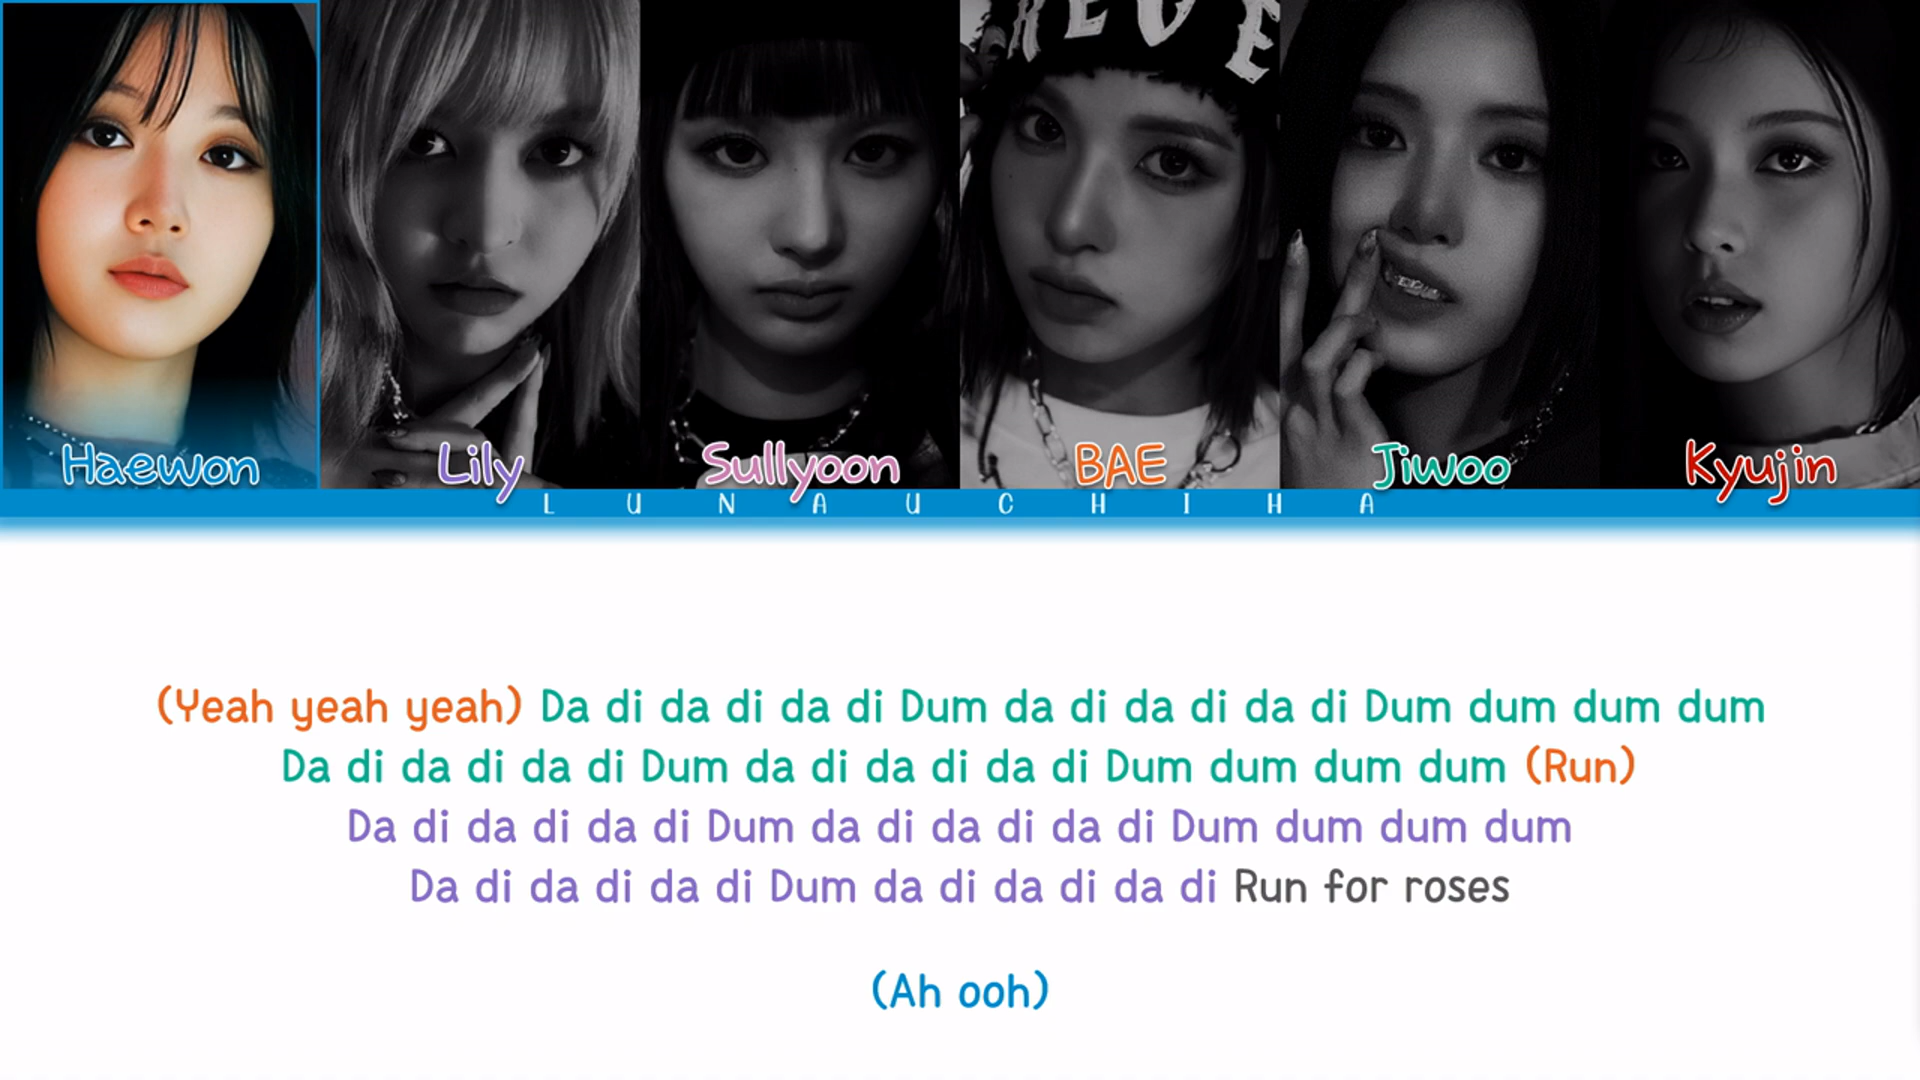 REVE
Haewon Lily Sullyoon BAE Jiwoo Kyujin
LUNAUCHIHA
(Yeah yeah yeah) Da di da di da di Dum da di da di da di Dum dum dum dum
Da di da di da di Dum da di da di da di Dum dum dum dum (Run)
Da di da di da di Dum da di da di da di Dum dum dum dum
Da di da di da di Dum da di da di da di Run for roses
(Ah ooh)